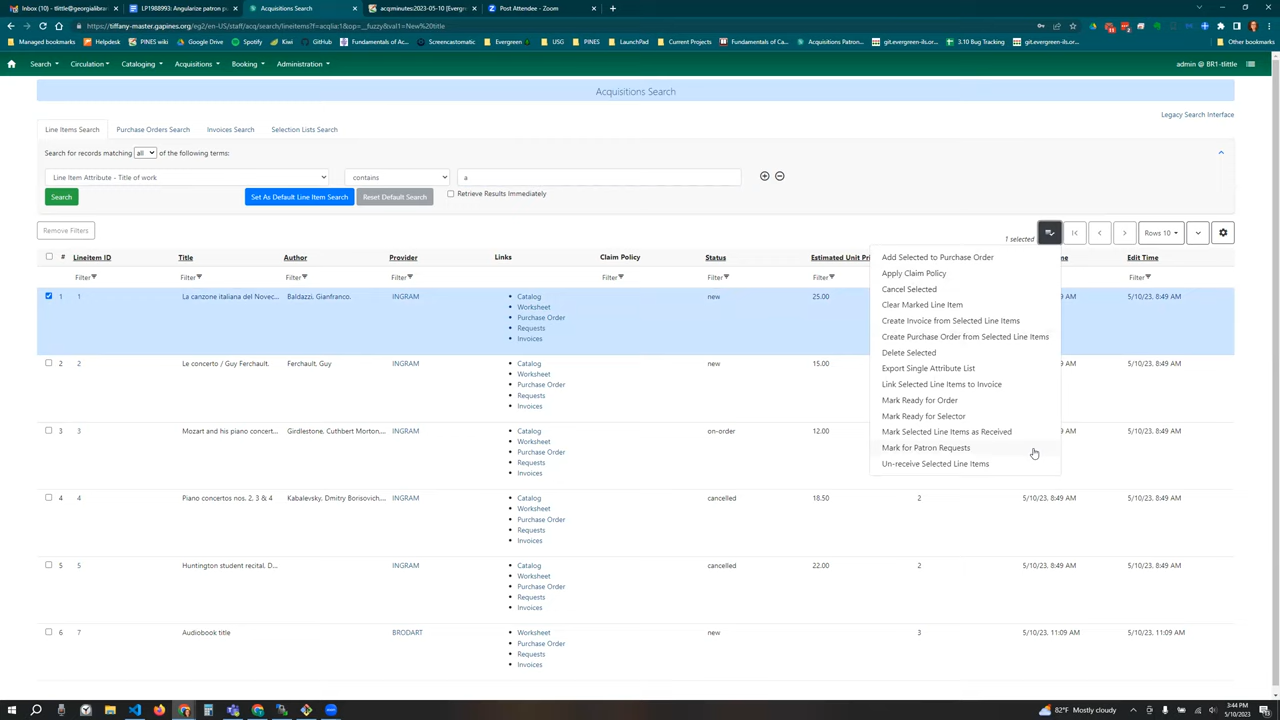 Inbox (10) - tlittle@georgialibrar
LP1988993: Angularize patron p
Acquisitions Search
acqminutes:2023-05-10 [Evergre
Post Attendee - Zoom
https://tiffany-master.gapines.org/eg2/en-US/staff/acq/search/lineitems?f=acqlia:1&op=__fuzzy&val1=New%20title
Managed bookmarks
Helpdesk
PINES wiki
Google Drive
Spotify
Kiwi
GitHub
Fundamentals of Ac...
Screencastomatic
Evergreen
USG
PINES
LaunchPad
Current Projects
Fundamentals of Ca...
Acquisitions Patron...
git.evergreen-ils.or...
3.10 Bug Tracking
git.evergreen-ils.or...
Other bookmarks
Search
Circulation
Cataloging
Acquisitions
Booking
Administration
admin @ BR1-tlittle
Acquisitions Search
Legacy Search Interface
Line Items Search
Purchase Orders Search
Invoices Search
Selection Lists Search
Search for records matching all of the following terms:
Line Item Attribute - Title of work
contains
a
Search
Set As Default Line Item Search
Reset Default Search
Retrieve Results Immediately
Remove Filters
1 selected
Rows 10
# Lineitem ID Title Author Provider Links Claim Policy Status Estimated Unit Pri
me Edit Time
Filter Filter Filter Filter Filter Filter Filter Filter
1 1 La canzone italiana del Novec... Baldazzi, Gianfranco. INGRAM
Catalog
Worksheet
Purchase Order
Requests
Invoices
new 25.00
AM 5/10/23, 8:49 AM
2 2 Le concerto / Guy Ferchault. Ferchault, Guy INGRAM
Catalog
Worksheet
Purchase Order
Requests
Invoices
new 15.00
AM 5/10/23, 8:49 AM
3 3 Mozart and his piano concert... Girdlestone, Cuthbert Morton,... INGRAM
Catalog
Worksheet
Purchase Order
Requests
Invoices
on-order 12.00
AM 5/10/23, 8:49 AM
4 4 Piano concertos nos. 2, 3 & 4 Kabalevsky, Dmitry Borisovich,... INGRAM
Catalog
Worksheet
Purchase Order
Requests
Invoices
cancelled 18.50 2 5/10/23, 8:49 AM 5/10/23, 8:49 AM
5 5 Huntington student recital, D... INGRAM
Catalog
Worksheet
Purchase Order
Requests
Invoices
cancelled 22.00 2 5/10/23, 8:49 AM 5/10/23, 8:49 AM
6 7 Audiobook title BRODART
Worksheet
Purchase Order
Requests
Invoices
new 3 5/10/23, 11:09 AM 5/10/23, 11:09 AM
Add Selected to Purchase Order
Apply Claim Policy
Cancel Selected
Clear Marked Line Item
Create Invoice from Selected Line Items
Create Purchase Order from Selected Line Items
Delete Selected
Export Single Attribute List
Link Selected Line Items to Invoice
Mark Ready for Order
Mark Ready for Selector
Mark Selected Line Items as Received
Mark for Patron Requests
Un-receive Selected Line Items
82°F Mostly cloudy
3:44 PM
5/10/2023